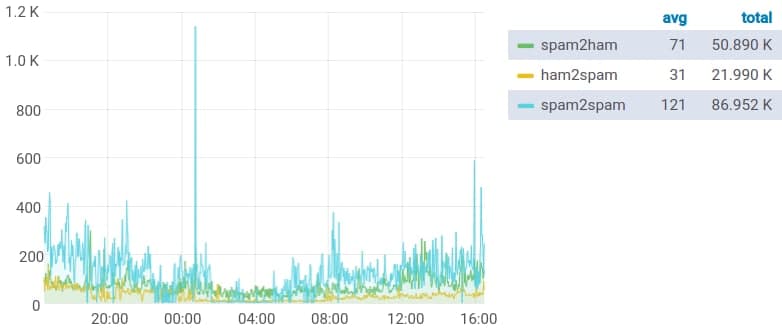 1.2 K
1.0 K
800
600
400
200
0
20:00 00:00 04:00 08:00 12:00 16:00
avg total
spam2ham 71 50.890 K
ham2spam 31 21.990 K
spam2spam 121 86.952 K